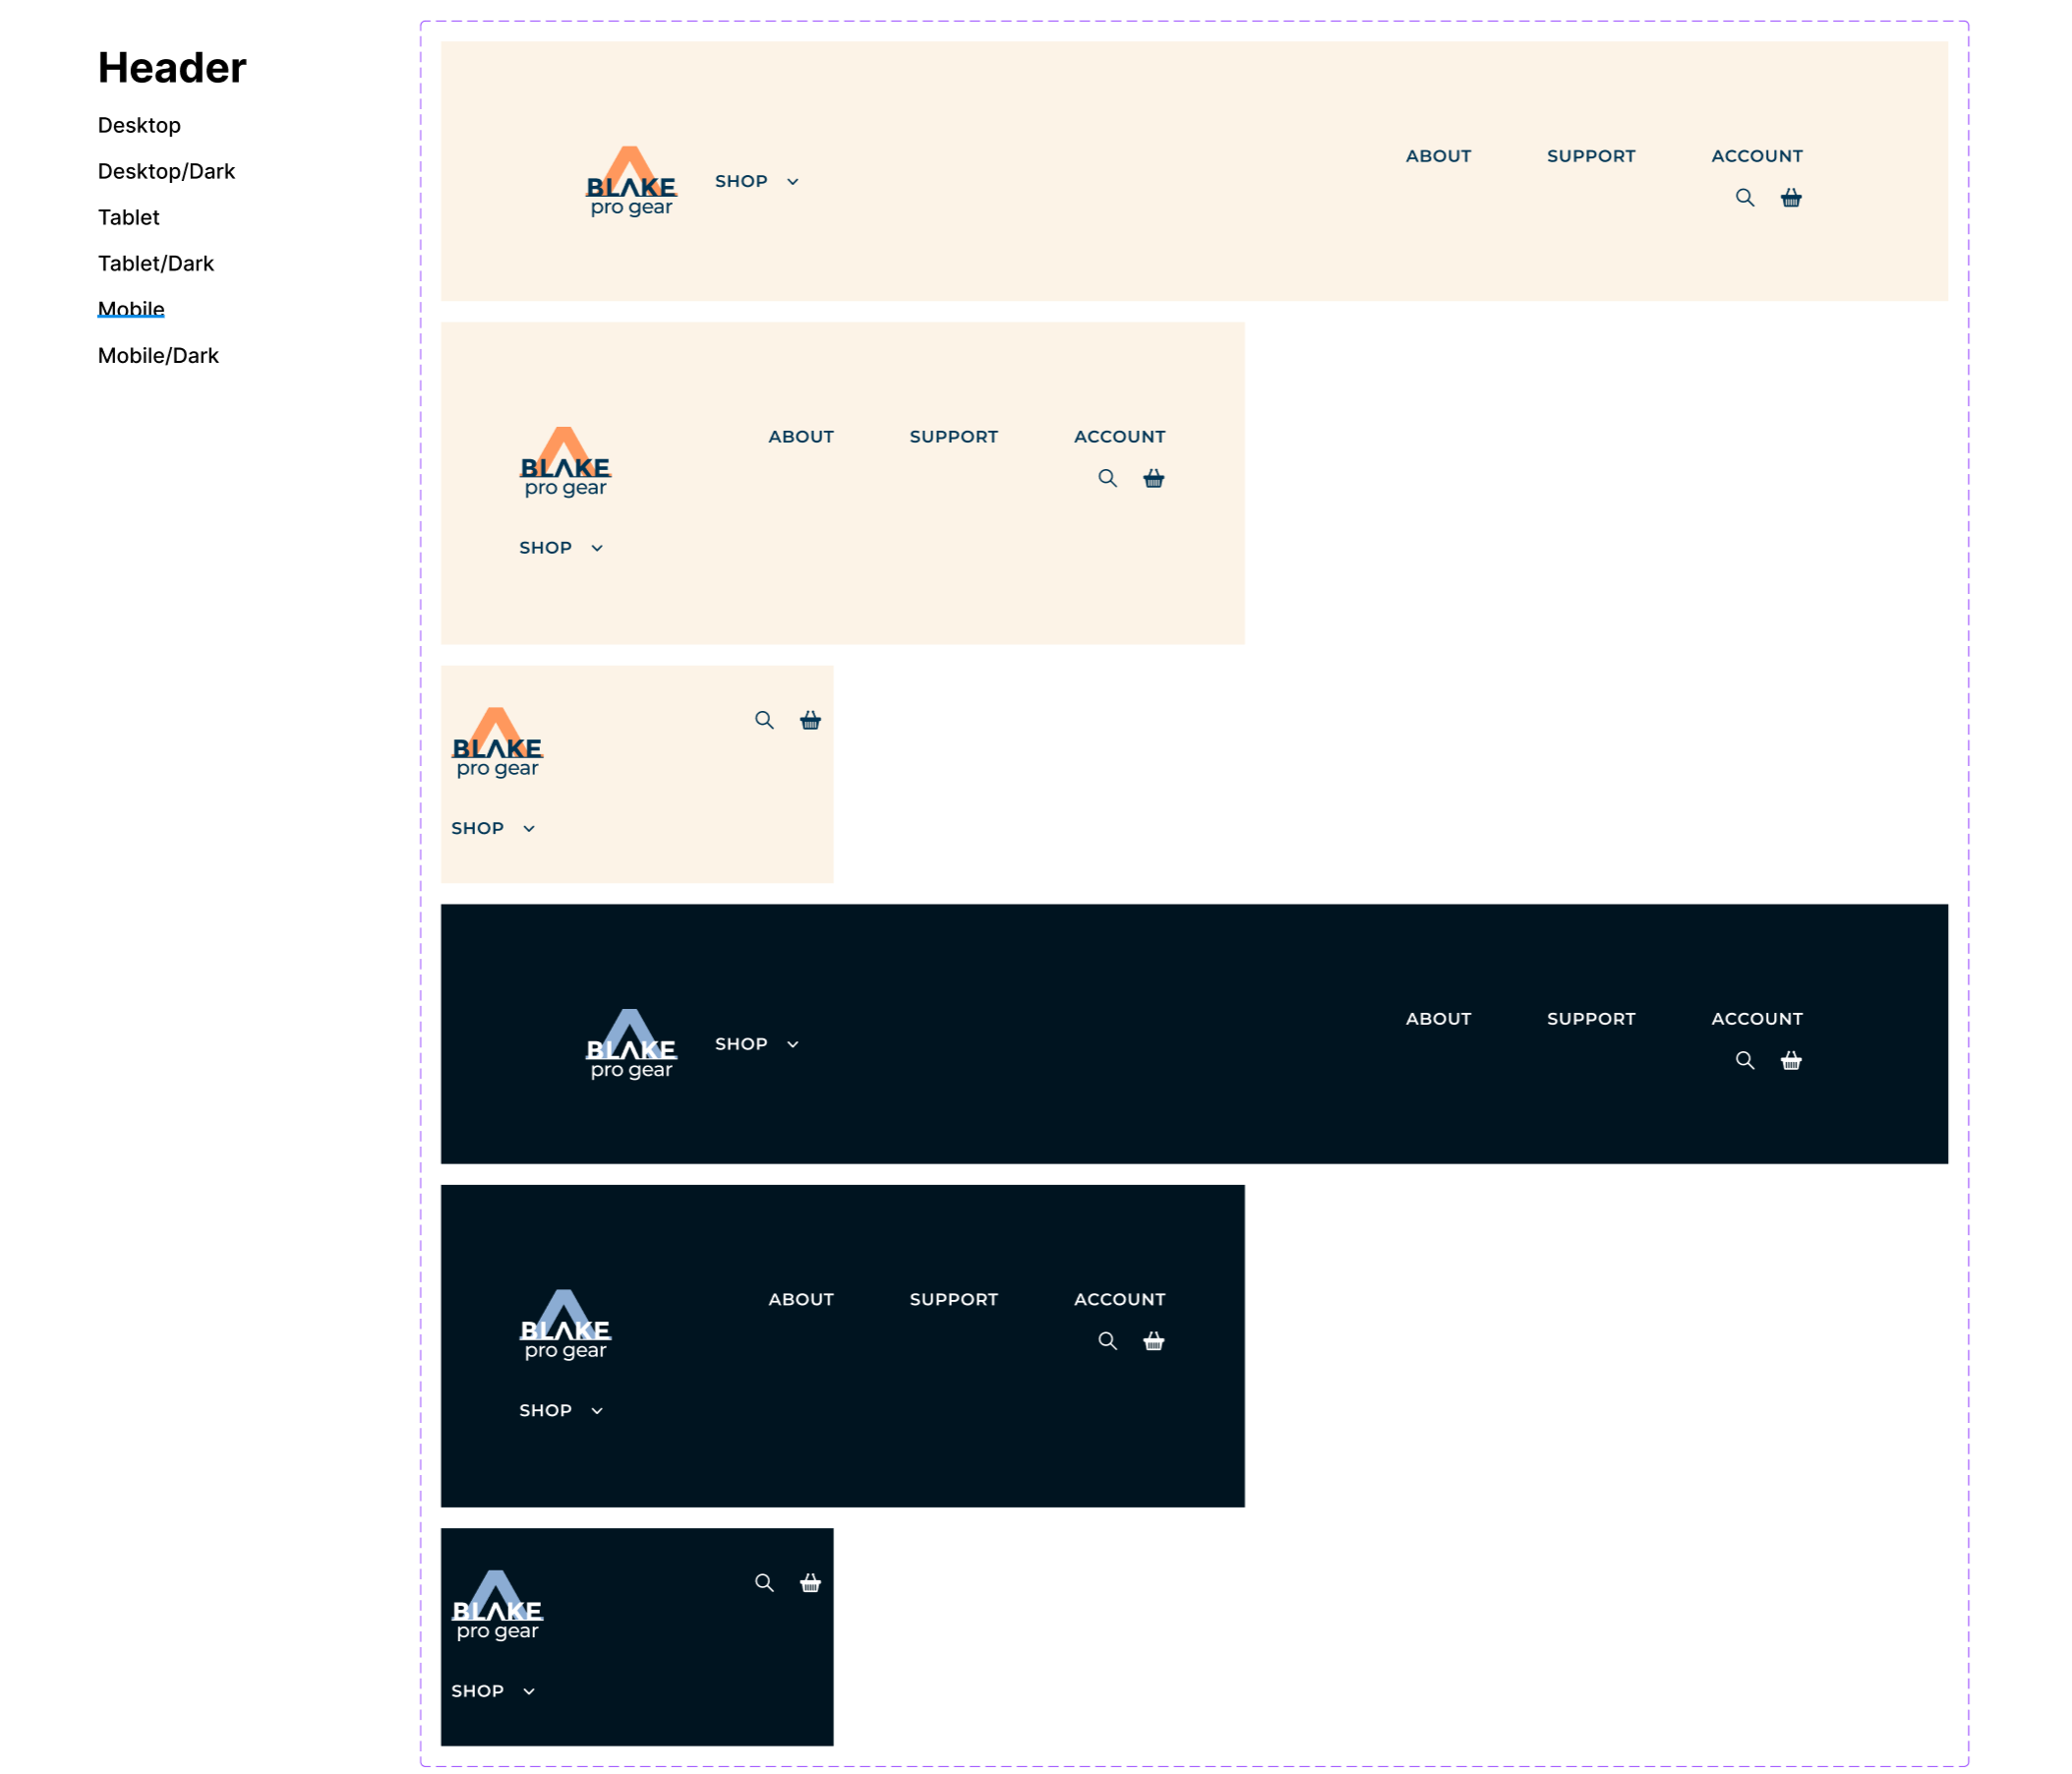 Header
Desktop
Desktop/Dark
Tablet
Tablet/Dark
Mobile
Mobile/Dark
ABOUT SUPPORT ACCOUNT
BLAKE
pro gear
SHOP
ABOUT SUPPORT ACCOUNT
BLAKE
pro gear
SHOP
BLAKE
pro gear
SHOP
ABOUT SUPPORT ACCOUNT
BLAKE
pro gear
SHOP
ABOUT SUPPORT ACCOUNT
BLAKE
pro gear
SHOP
BLAKE
pro gear
SHOP